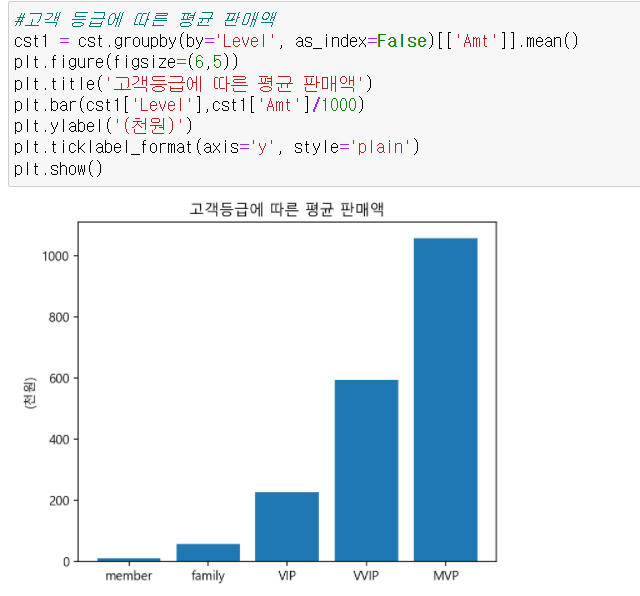 #고객 등급에 따른 평균 판매액
cst1 = cst.groupby(by='Level', as_index=False)[['Amt']].mean()
plt.figure(figsize=(6,5))
plt.title('고객등급에 따른 평균 판매액')
plt.bar(cst1['Level'],cst1['Amt']/1000)
plt.ylabel('(천원)')
plt.ticklabel_format(axis='y', style='plain')
plt.show()
고객등급에 따른 평균 판매액
1000
800
600
400
200
0
(천원)
member family VIP VVIP MVP